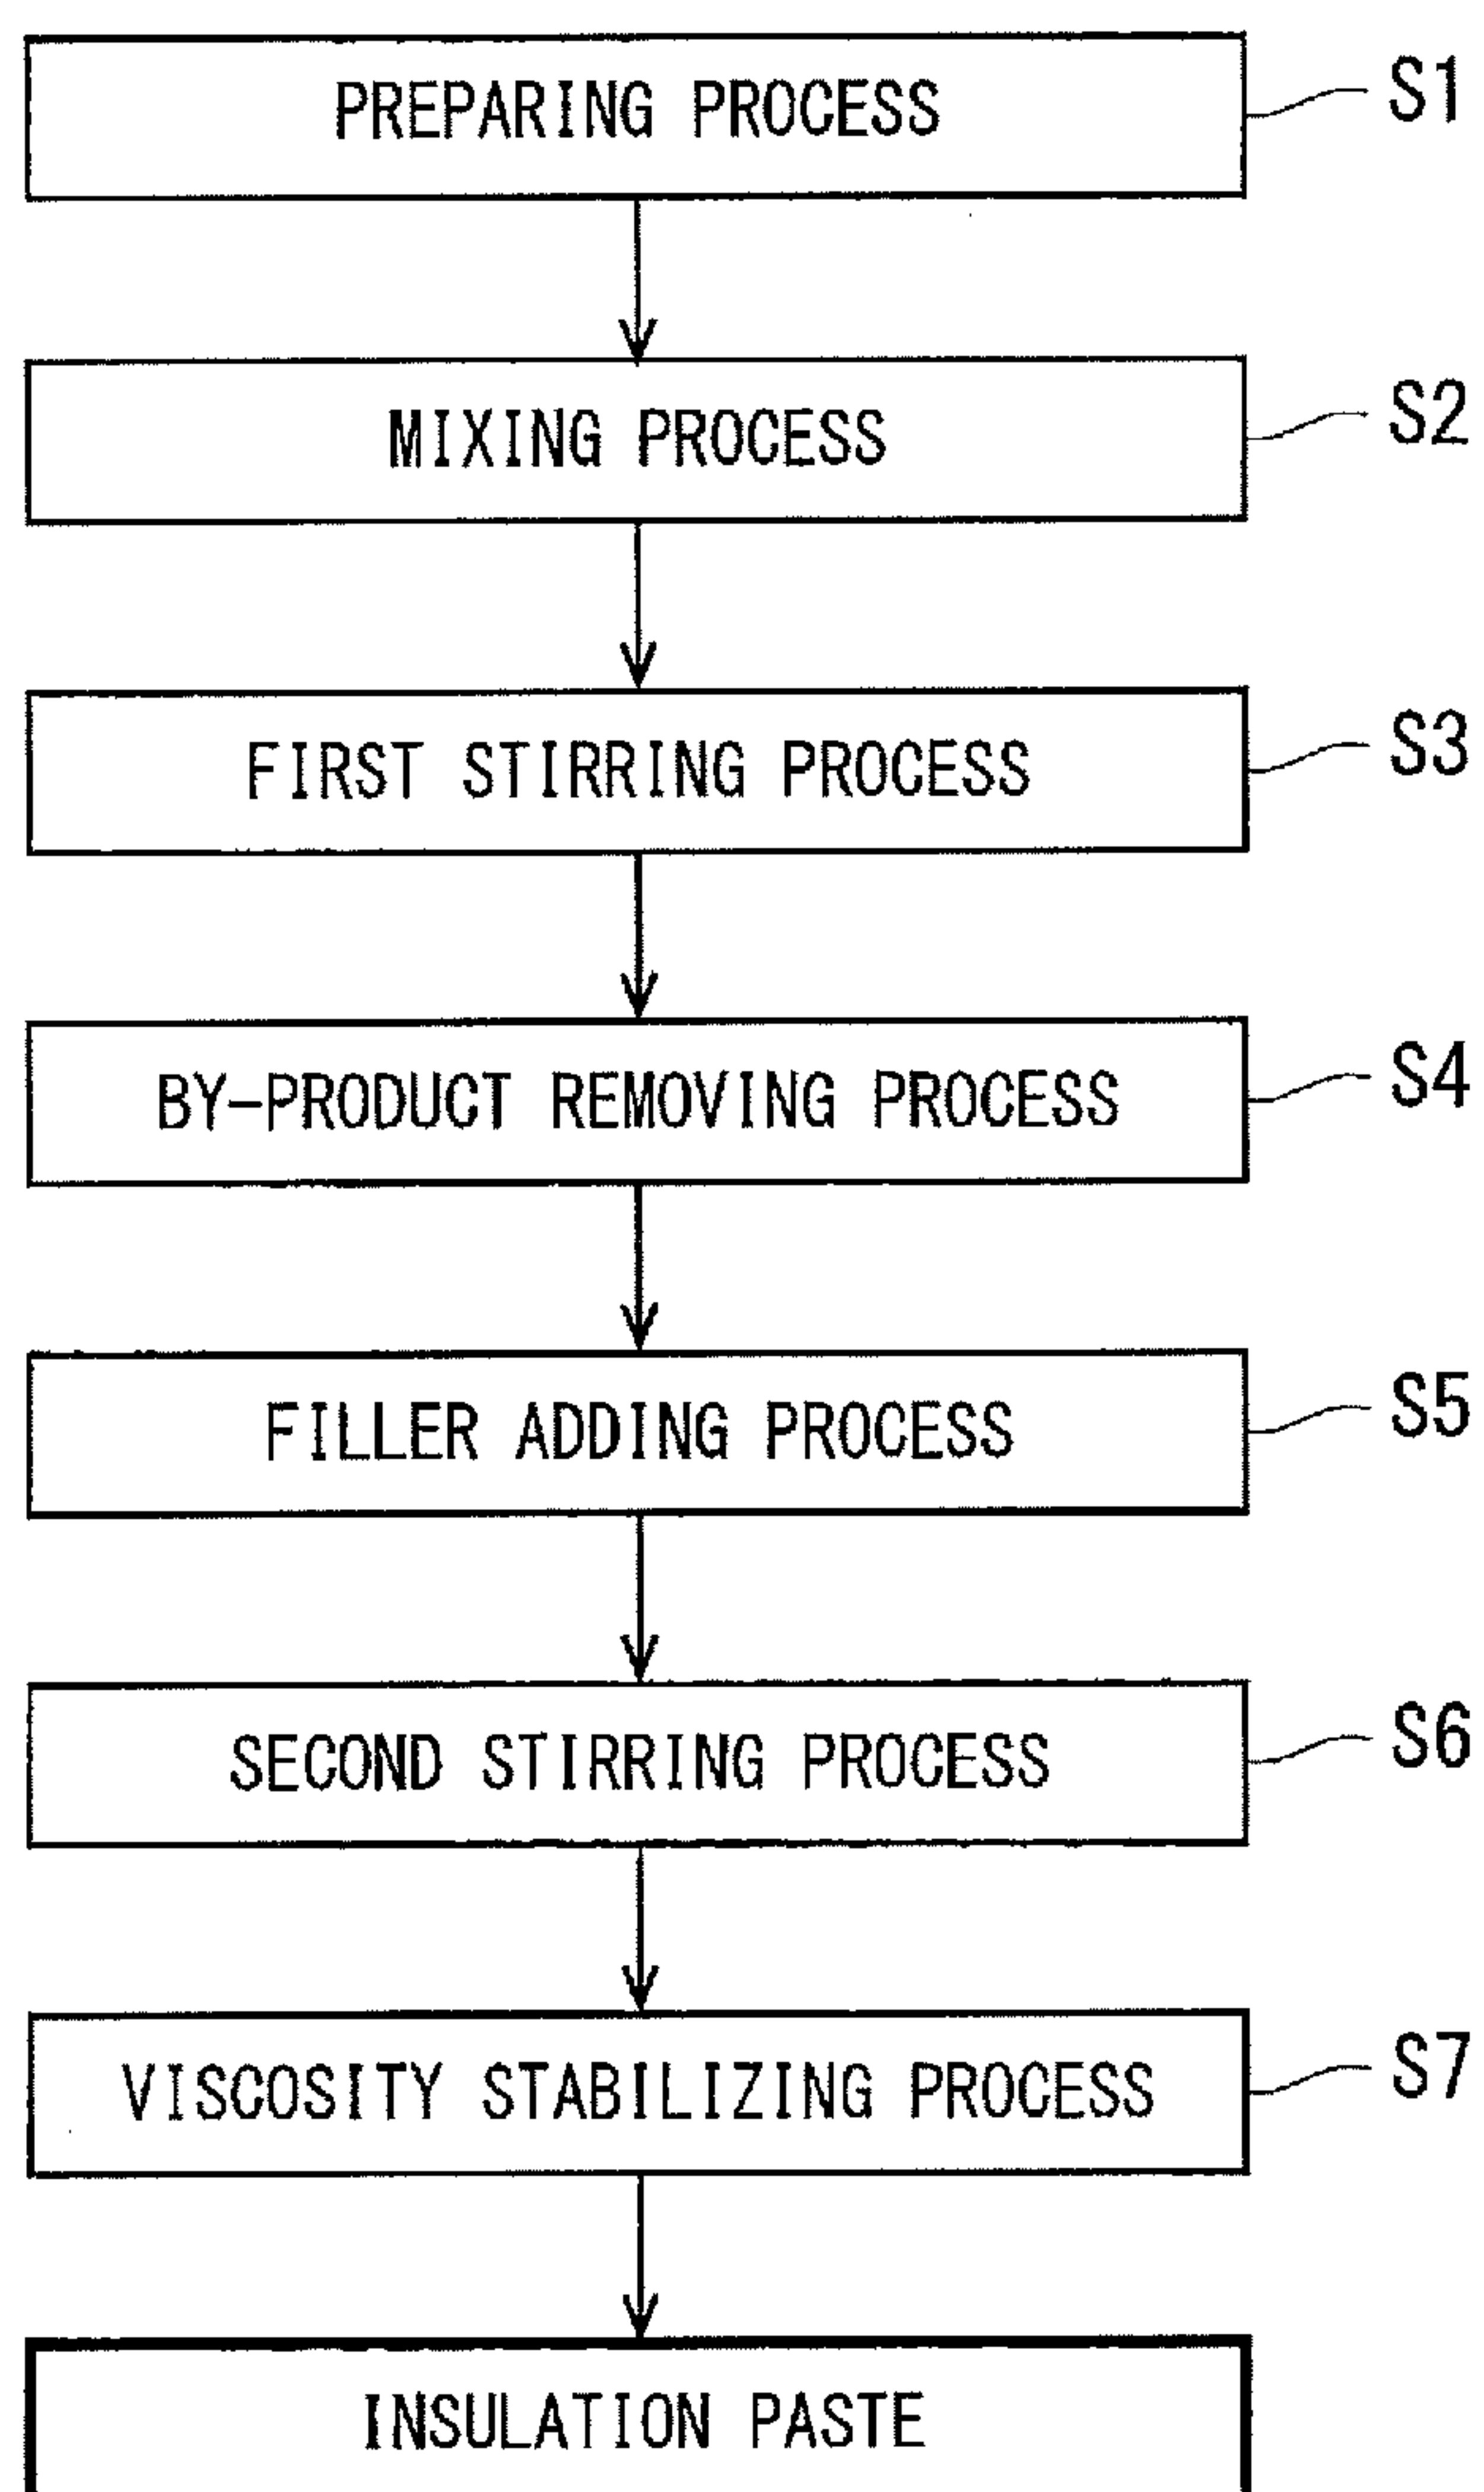 PREPARING PROCESS S1
MIXING PROCESS S2
FIRST STIRRING PROCESS S3
BY-PRODUCT REMOVING PROCESS S4
FILLER ADDING PROCESS S5
SECOND STIRRING PROCESS S6
VISCOSITY STABILIZING PROCESS S7
INSULATION PASTE